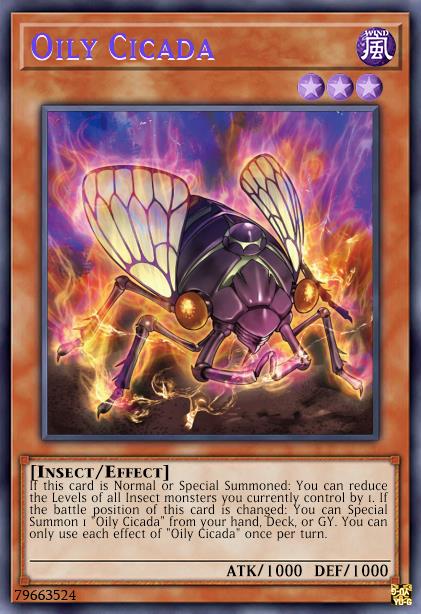 Oily Cicada
WIND
風
[Insect/Effect]
If this card is Normal or Special Summoned: You can reduce
the Levels of all Insect monsters you currently control by 1. If
the battle position of this card is changed: You can Special
Summon 1 "Oily Cicada" from your hand, Deck, or GY. You can
only use each effect of "Oily Cicada" once per turn.
ATK/1000 DEF/1000
79663524